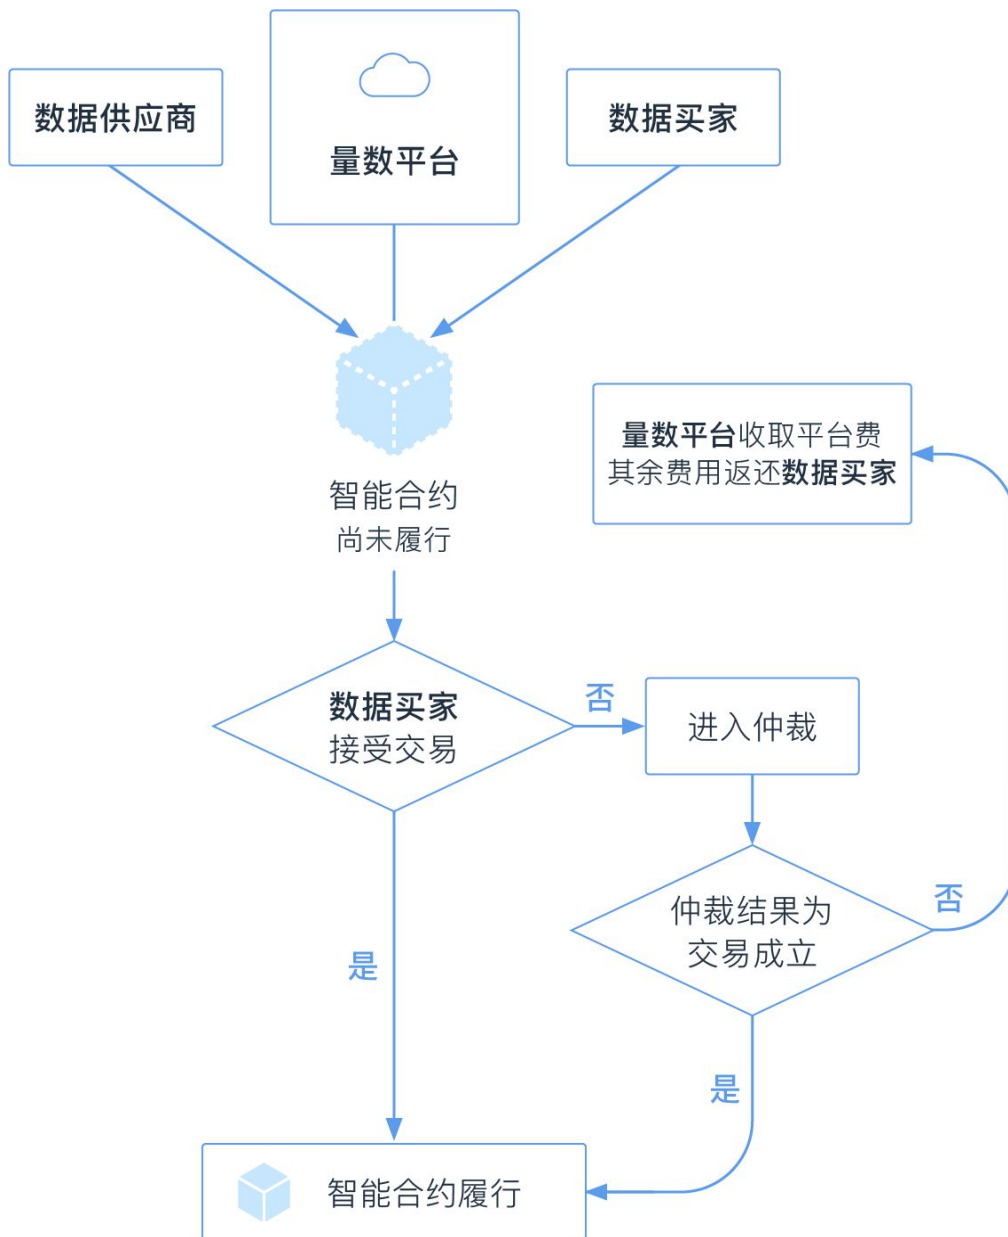 数据供应商
量数平台
数据买家
智能合约
尚未履行
量数平台收取平台费
其余费用返还数据买家
数据买家
接受交易
否
进入仲裁
仲裁结果为
交易成立
否
是
是
智能合约履行